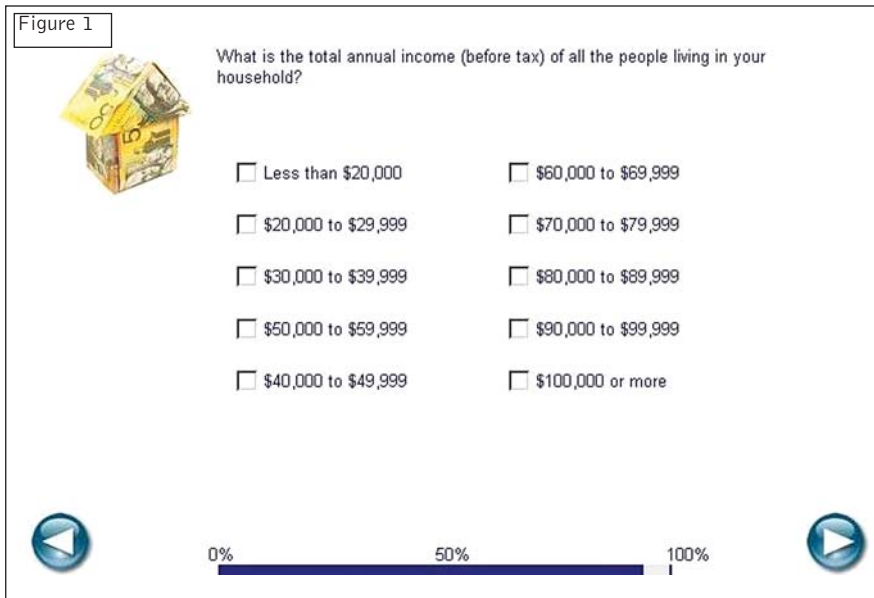 Figure 1
What is the total annual income (before tax) of all the people living in your
household?
Less than $20,000
$20,000 to $29,999
$30,000 to $39,999
$50,000 to $59,999
$40,000 to $49,999
$60,000 to $69,999
$70,000 to $79,999
$80,000 to $89,999
$90,000 to $99,999
$100,000 or more
0% 50% 100%